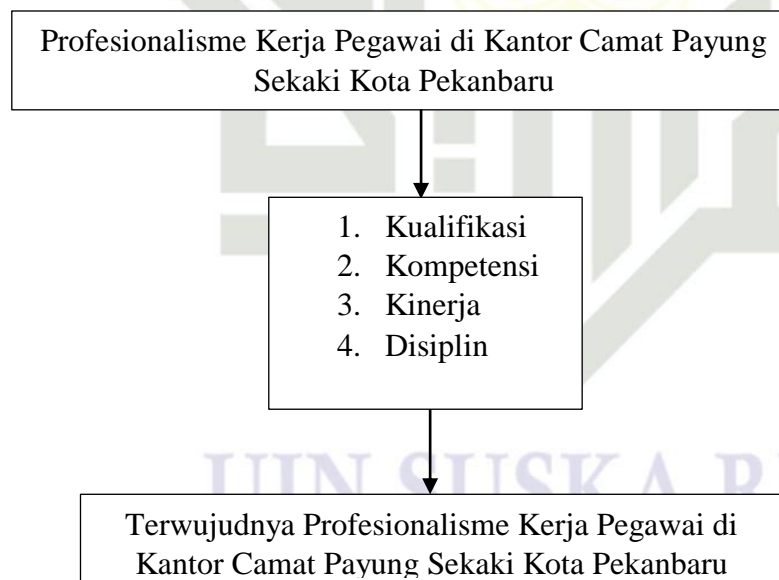 Profesionalisme Kerja Pegawai di Kantor Camat Payung
Sekaki Kota Pekanbaru
1. Kualifikasi
2. Kompetensi
3. Kinerja
4. Disiplin
UIN SUSKA R
Terwujudnya Profesionalisme Kerja Pegawai di
Kantor Camat Payung Sekaki Kota Pekanbaru